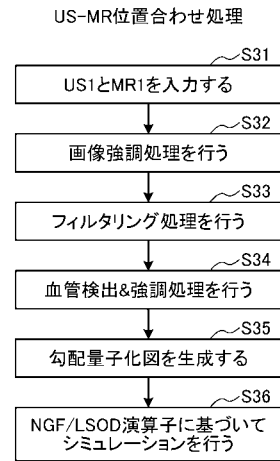 US-MR位置合わせ処理
S31
US1とMR1を入力する
S32
画像強調処理を行う
S33
フィルタリング処理を行う
S34
血管検出&強調処理を行う
S35
勾配量子化図を生成する
S36
NGF/LSOD演算子に基づいて
シミュレーションを行う